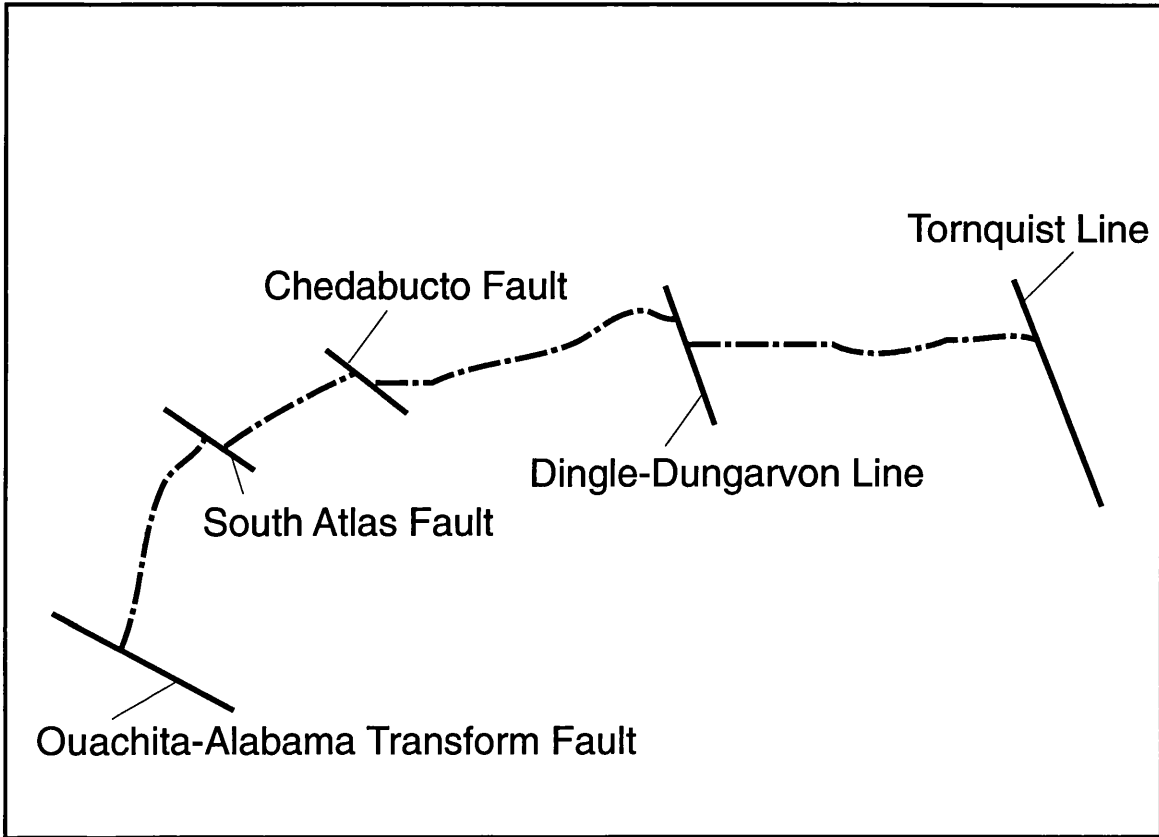 Tornquist Line
Chedabucto Fault
Dingle-Dungarvon Line
South Atlas Fault
Ouachita-Alabama Transform Fault